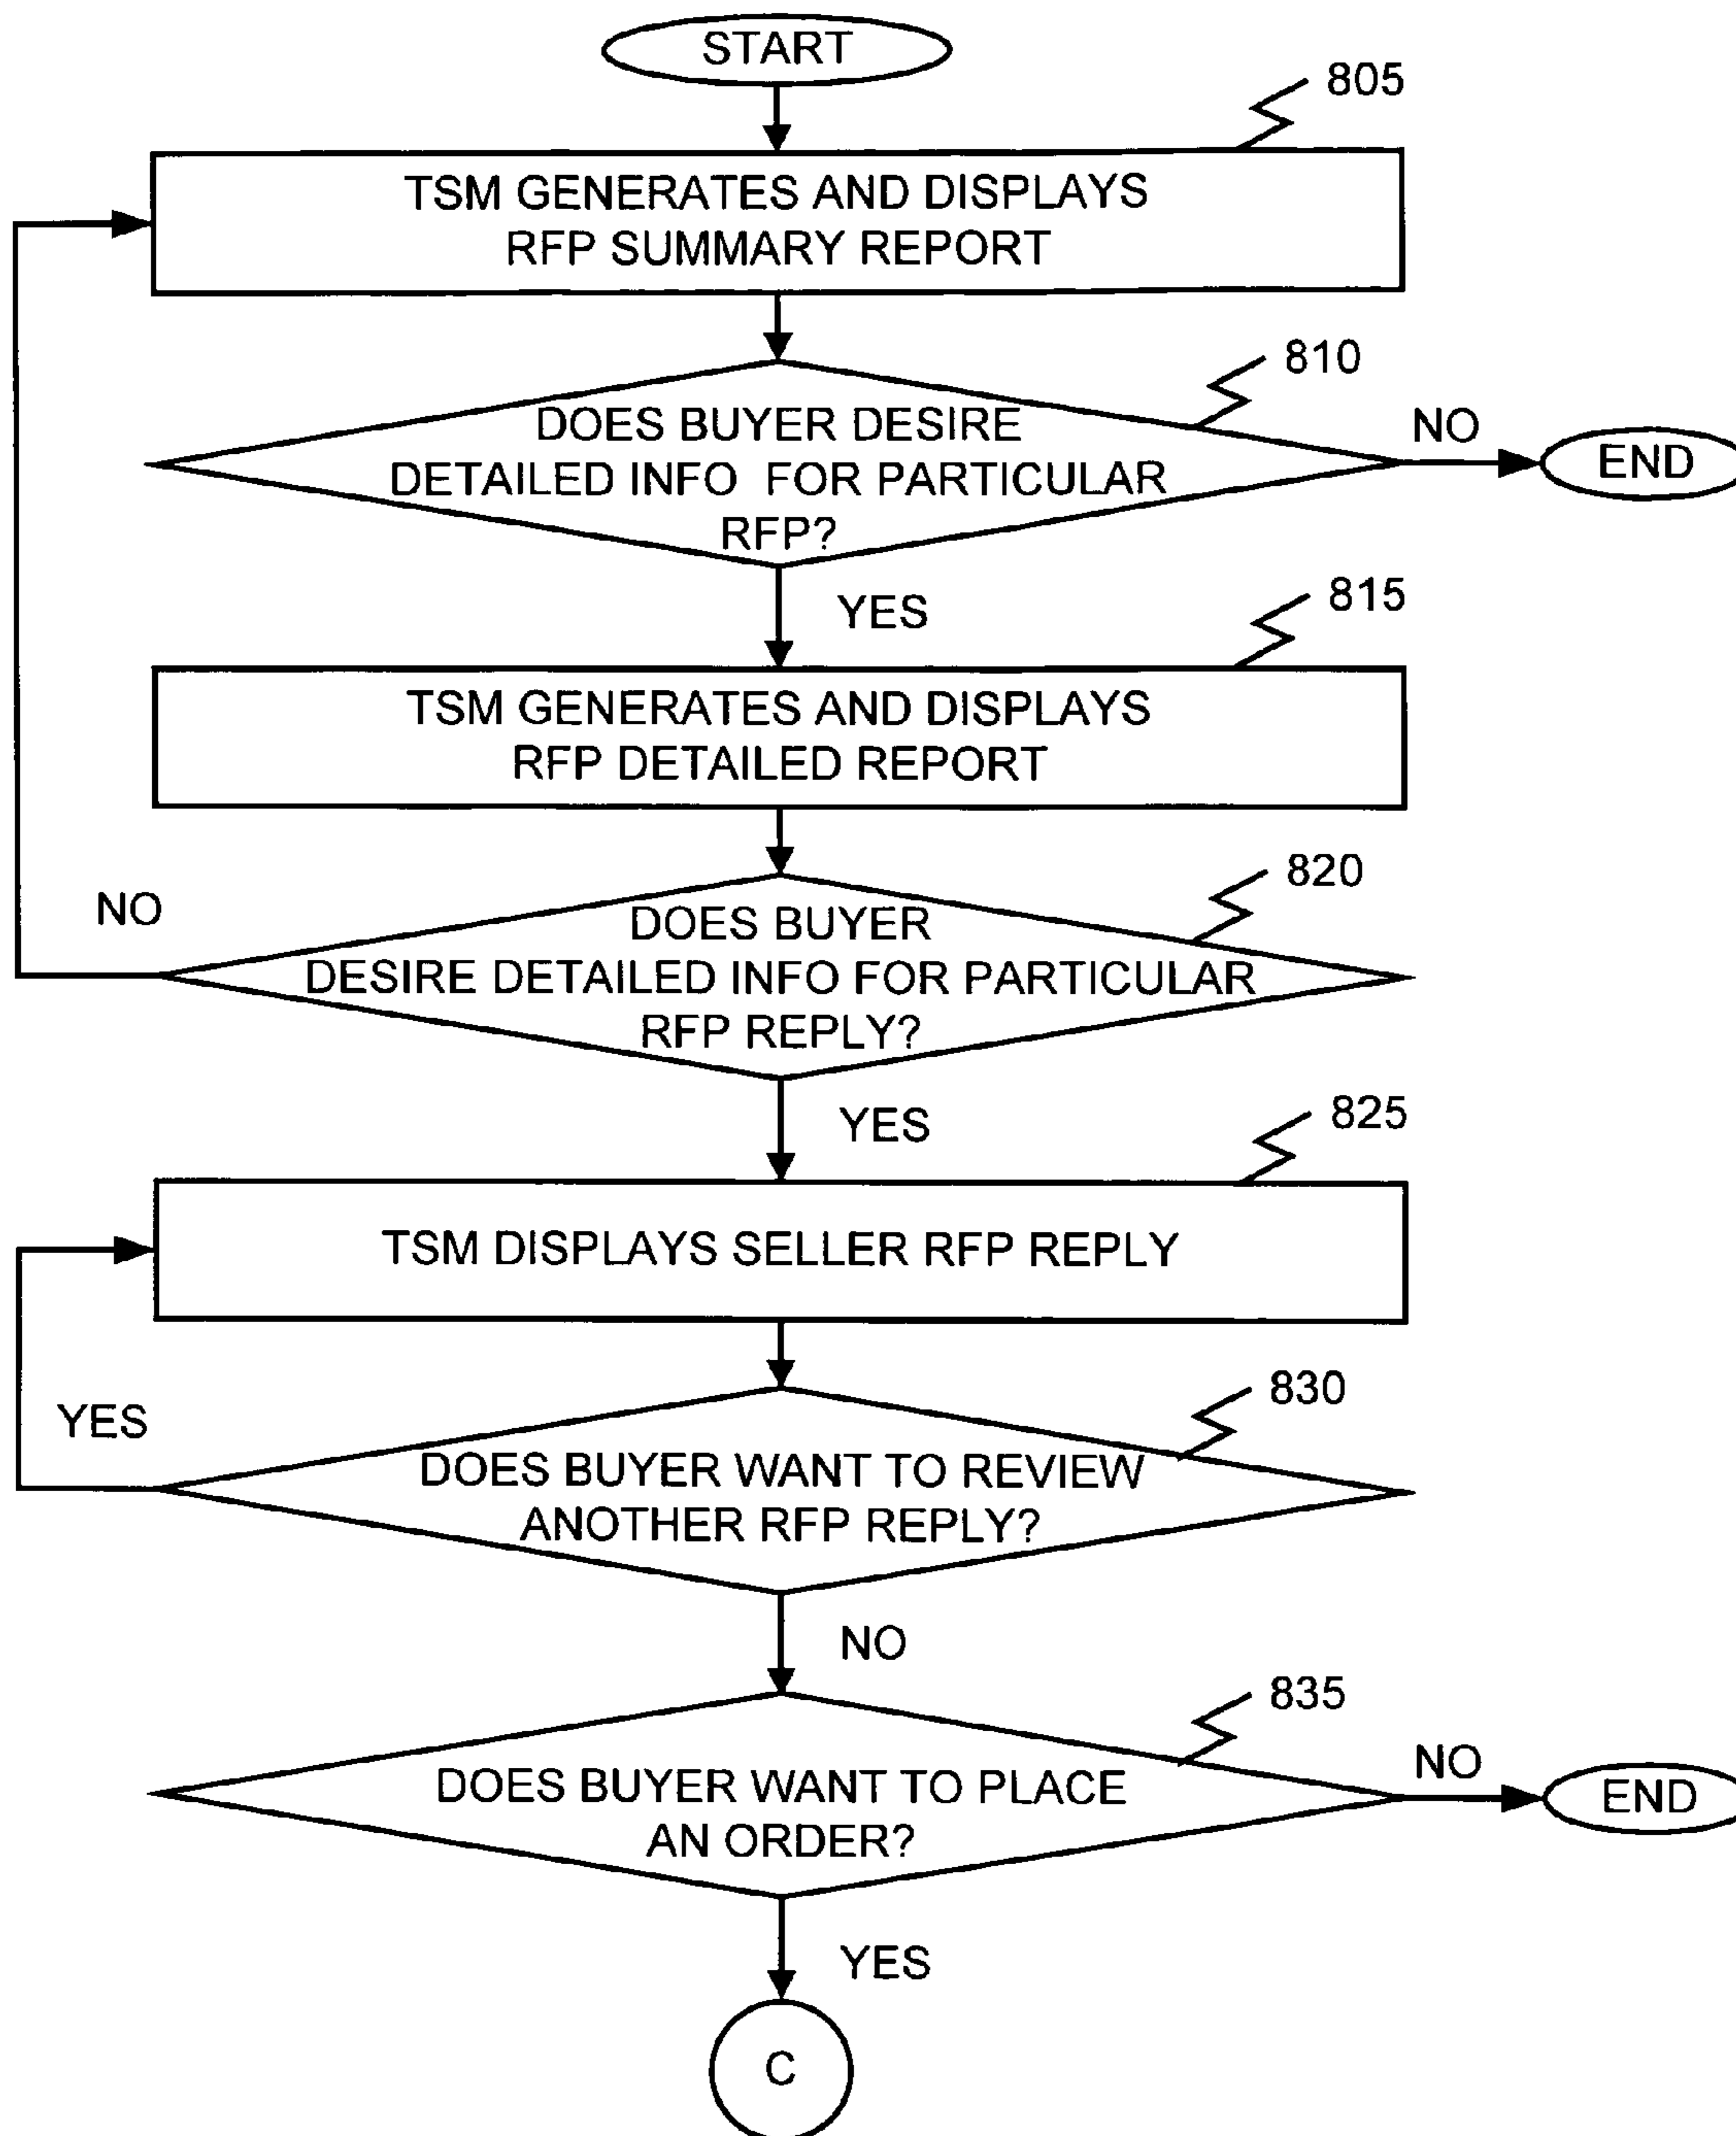 START
805
TSM GENERATES AND DISPLAYS
RFP SUMMARY REPORT
810
DOES BUYER DESIRE
DETAILED INFO FOR PARTICULAR
RFP?
NO
END
YES
815
TSM GENERATES AND DISPLAYS
RFP DETAILED REPORT
820
NO
DOES BUYER
DESIRE DETAILED INFO FOR PARTICULAR
RFP REPLY?
YES
825
TSM DISPLAYS SELLER RFP REPLY
830
YES
DOES BUYER WANT TO REVIEW
ANOTHER RFP REPLY?
NO
835
DOES BUYER WANT TO PLACE
AN ORDER?
NO
END
YES
C